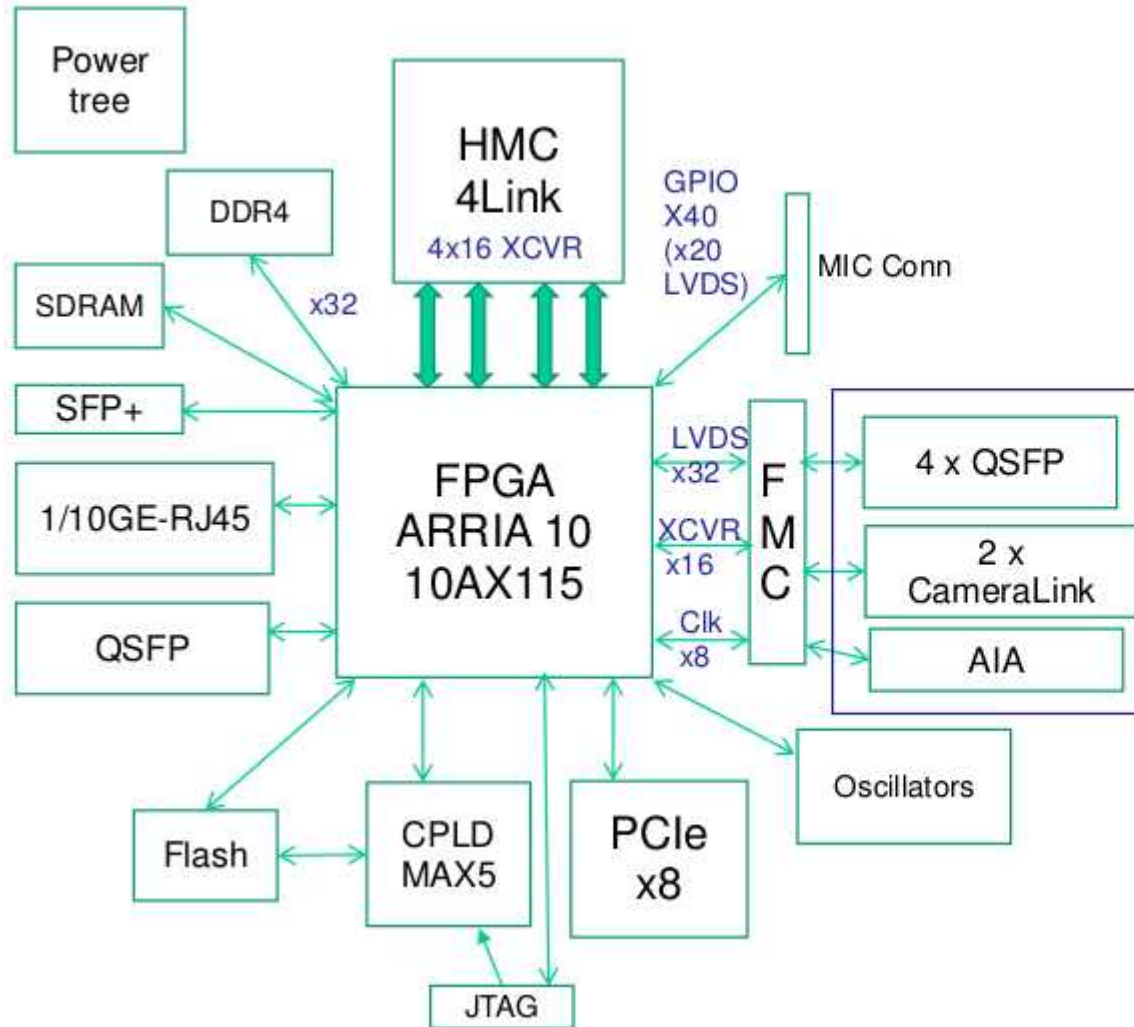 Power
tree
HMC
4Link
4x16 XCVR
DDR4
GPIO
X40
(x20
LVDS)
MIC Conn
SDRAM
x32
SFP+
1/10GE-RJ45
QSFP
FPGA
ARRIA 10
10AX115
LVDS
x32
XCVR
x16
Clk
x8
F
M
C
4 x QSFP
2 x
CameraLink
AIA
Oscillators
Flash
CPLD
MAX5
PCIe
x8
JTAG